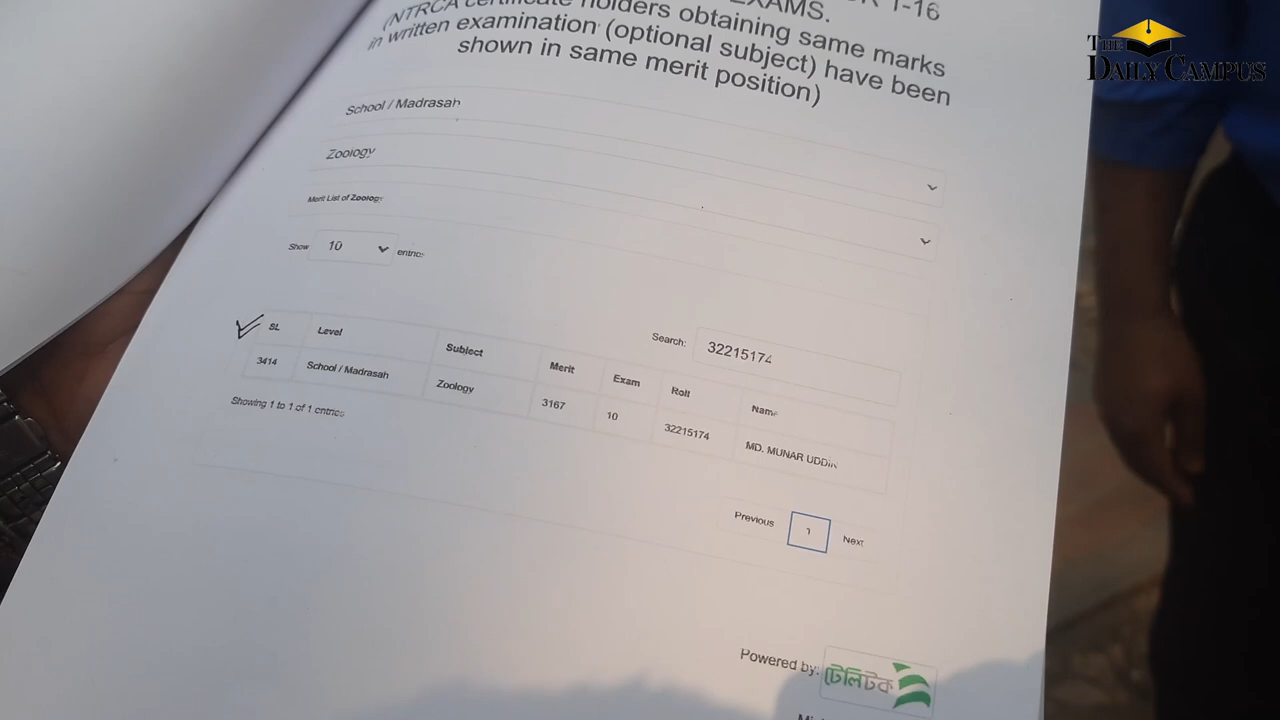 EXAMS. 1-16
(NTRCA certificate holders obtaining same marks
in written examination (optional subject) have been
shown in same merit position)
School / Madrasah
Zoology
Merit List of Zoology
Show 10 entries
Search: 32215174
SL Level Subject Merit Exam Roll Name
3414 School / Madrasah Zoology 3167 10 32215174 MD. MUNAR UDDIN
Showing 1 to 1 of 1 entries
Previous 1 Next
Powered by: টেলিটক
THE DAILY CAMPUS